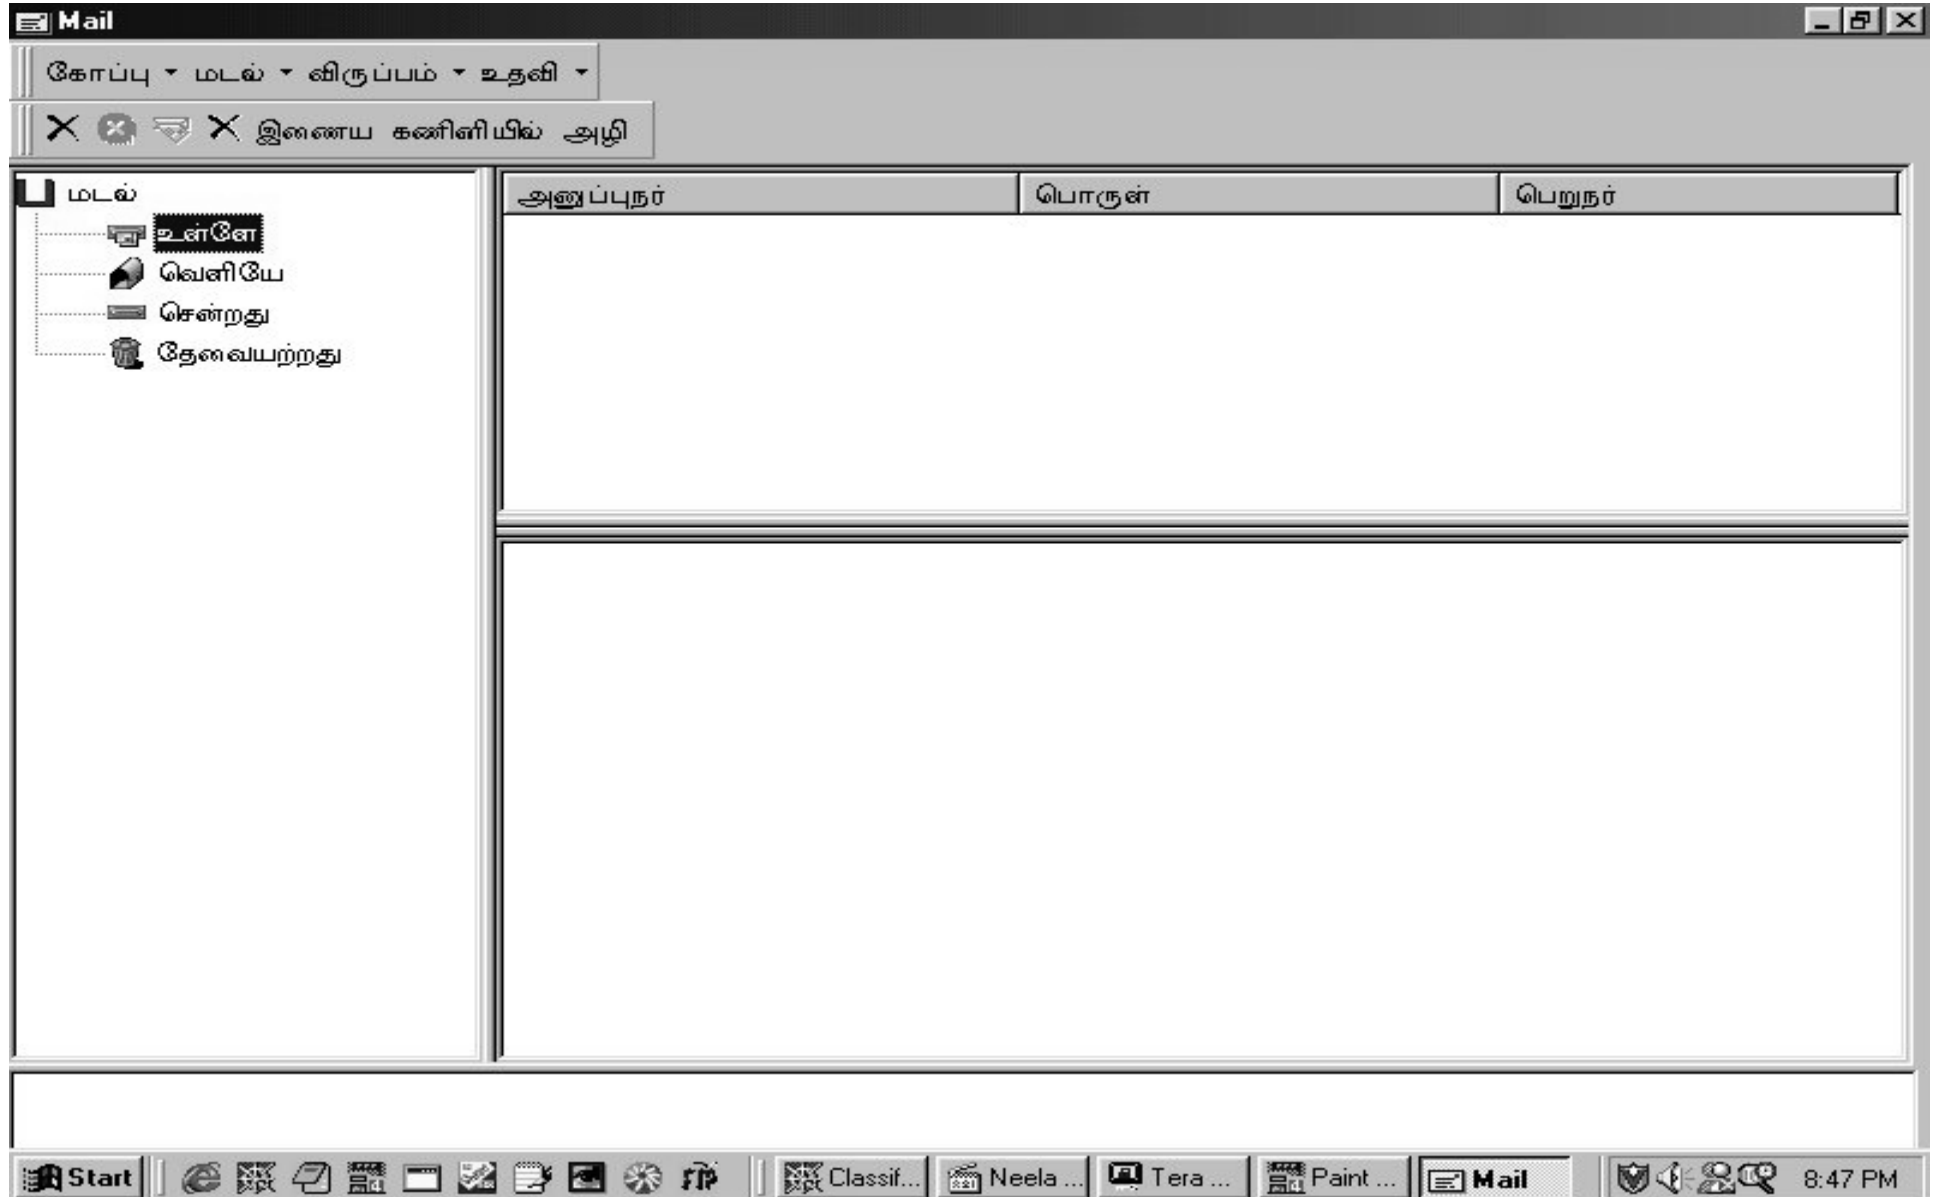 Mail
கோப்பு மடல் விருப்பம் உதவி
இணைய கணிளியில் அழி
மடல்
உள்ளே
வெளியே
சென்றது
தேவையற்றது
அனுப்புநர் பொருள் பெறுநர்
Start Classif... Neela ... Tera ... Paint ... Mail 8:47 PM